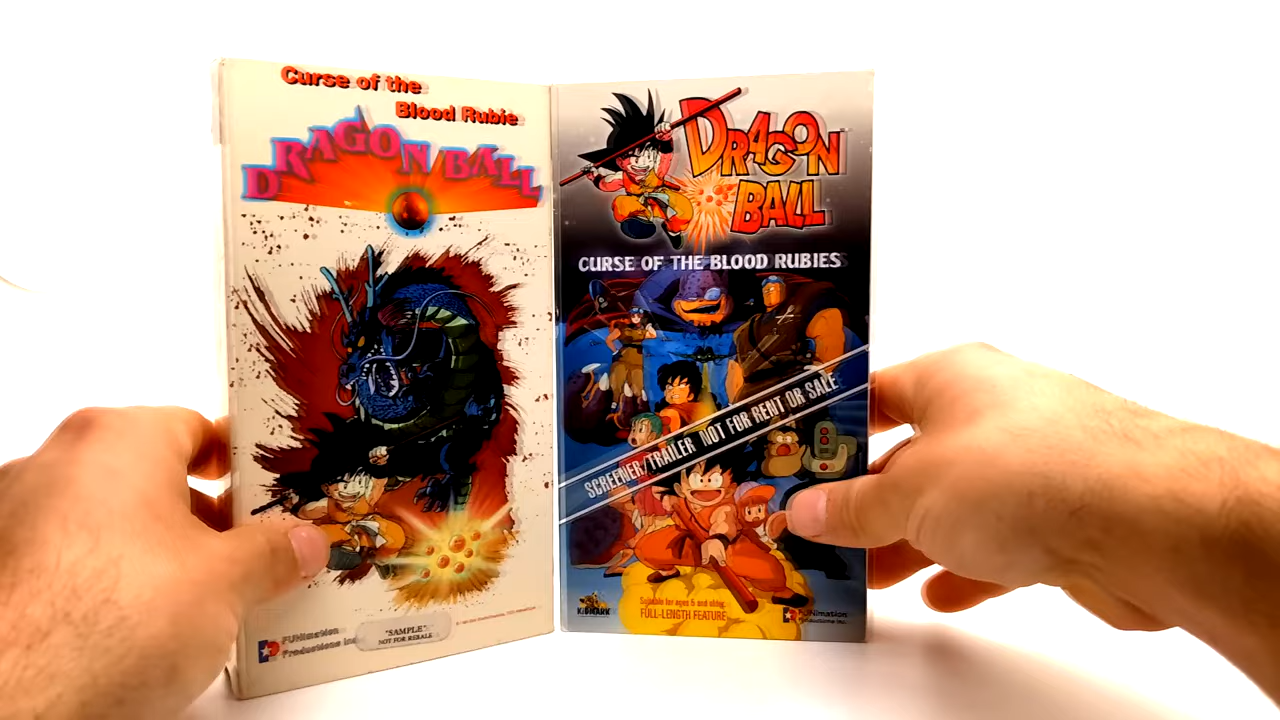 Curse of the
Blood Rubie
DRAGON BALL
FUNimation
Productions Inc
"SAMPLE"
NOT FOR RESALE
DRAGON
BALL
CURSE OF THE BLOOD RUBIES
SCREENER/TRAILER NOT FOR RENT OR SALE
KIDMARK
Suitable for ages 5 and older.
FULL-LENGTH FEATURE
FUNimation
Productions Inc.